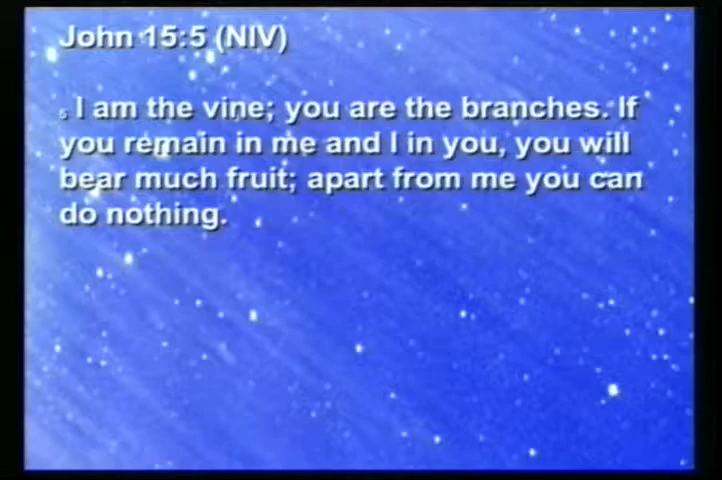 John 15:5 (NIV)
5 I am the vine; you are the branches. If
you remain in me and I in you, you will
bear much fruit; apart from me you can
do nothing.